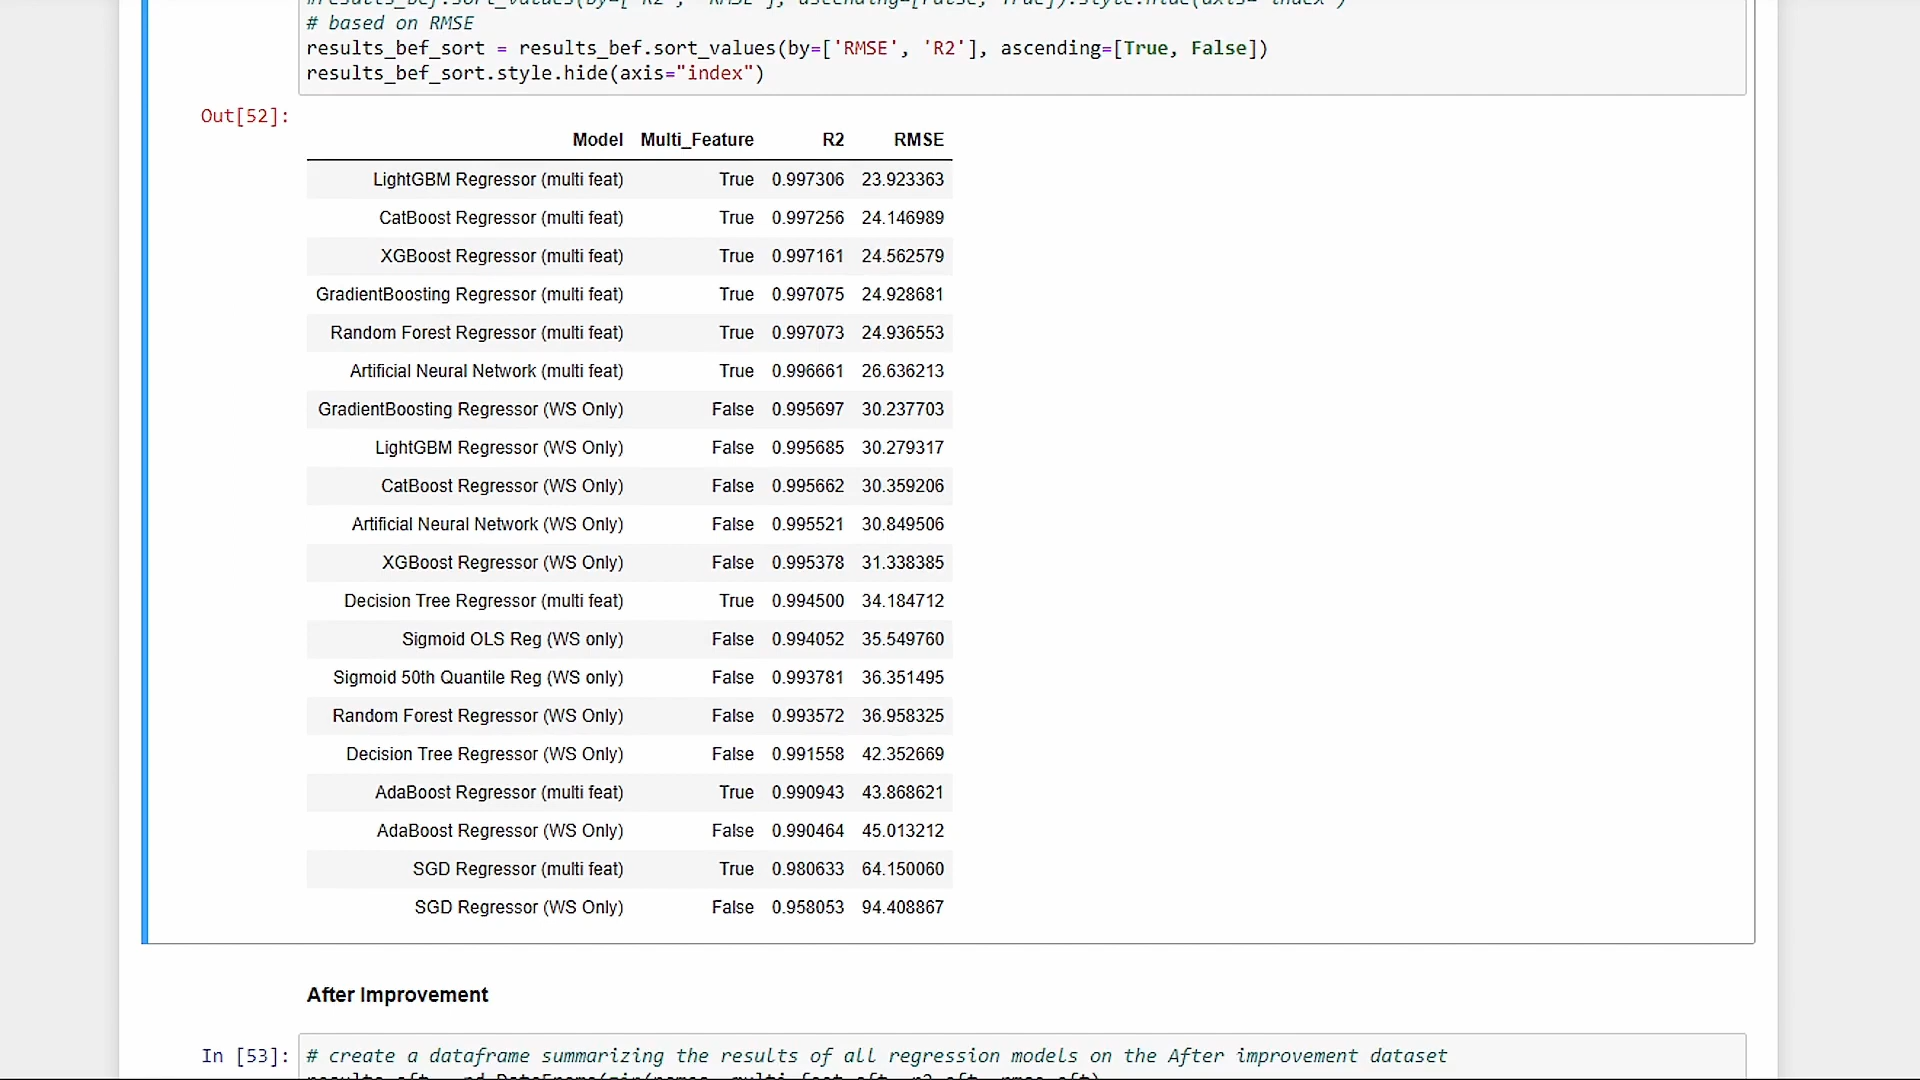 # based on RMSE
results_bef_sort = results_bef.sort_values(by=['RMSE', 'R2'], ascending=[True, False])
results_bef_sort.style.hide(axis="index")
Out[52]:
Model Multi_Feature R2 RMSE
LightGBM Regressor (multi feat) True 0.997306 23.923363
CatBoost Regressor (multi feat) True 0.997256 24.146989
XGBoost Regressor (multi feat) True 0.997161 24.562579
GradientBoosting Regressor (multi feat) True 0.997075 24.928681
Random Forest Regressor (multi feat) True 0.997073 24.936553
Artificial Neural Network (multi feat) True 0.996661 26.636213
GradientBoosting Regressor (WS Only) False 0.995697 30.237703
LightGBM Regressor (WS Only) False 0.995685 30.279317
CatBoost Regressor (WS Only) False 0.995662 30.359206
Artificial Neural Network (WS Only) False 0.995521 30.849506
XGBoost Regressor (WS Only) False 0.995378 31.338385
Decision Tree Regressor (multi feat) True 0.994500 34.184712
Sigmoid OLS Reg (WS only) False 0.994052 35.549760
Sigmoid 50th Quantile Reg (WS only) False 0.993781 36.351495
Random Forest Regressor (WS Only) False 0.993572 36.958325
Decision Tree Regressor (WS Only) False 0.991558 42.352669
AdaBoost Regressor (multi feat) True 0.990943 43.868621
AdaBoost Regressor (WS Only) False 0.990464 45.013212
SGD Regressor (multi feat) True 0.980633 64.150060
SGD Regressor (WS Only) False 0.958053 94.408867
After Improvement
In [53]: # create a dataframe summarizing the results of all regression models on the After improvement dataset